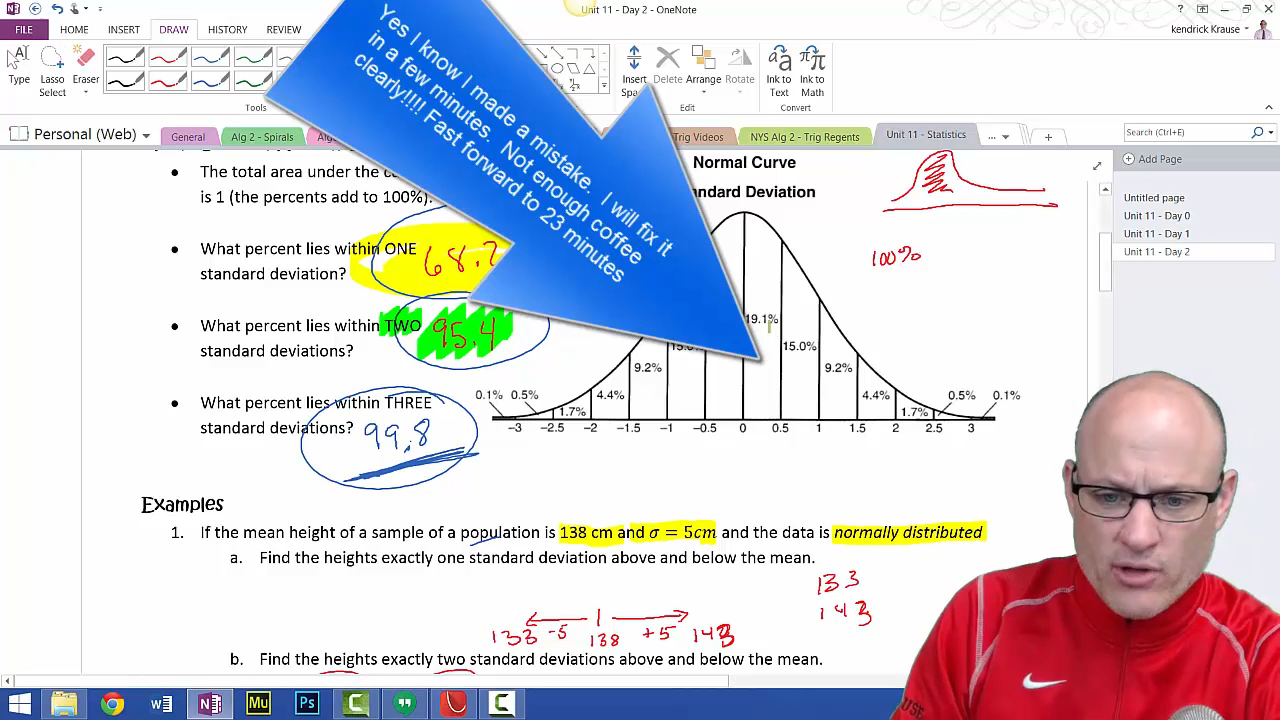 Unit 11 - Day 2 - OneNote
FILE HOME INSERT DRAW HISTORY REVIEW
kendrick Krause
Type Lasso Select Eraser
Insert Delete Arrange Rotate
Ink to Text Ink to Math
Tools Edit Convert
Personal (Web) General Alg 2 - Spirals Trig Videos NYS Alg 2 - Trig Regents Unit 11 - Statistics
Search (Ctrl+E)
Add Page
Untitled page
Unit 11 - Day 0
Unit 11 - Day 1
Unit 11 - Day 2
Yes I know I made a mistake. I will fix it
in a few minutes. Not enough coffee
clearly!!!! Fast forward to 23 minutes
• The total area under the
is 1 (the percents add to 100%).
• What percent lies within ONE
standard deviation?
68.2
• What percent lies within TWO
standard deviations?
95.4
• What percent lies within THREE
standard deviations?
99.8
Normal Curve
Deviation
19.1%
15.0% 15.0%
9.2% 9.2%
0.1% 0.5% 1.7% 4.4% 4.4% 1.7% 0.5% 0.1%
−3 −2.5 −2 −1.5 −1 −0.5 0 0.5 1 1.5 2 2.5 3
100%
Examples
1. If the mean height of a sample of a population is 138 cm and σ = 5cm and the data is normally distributed
a. Find the heights exactly one standard deviation above and below the mean.
133
143
133 -5 138 +5 143
b. Find the heights exactly two standard deviations above and below the mean.